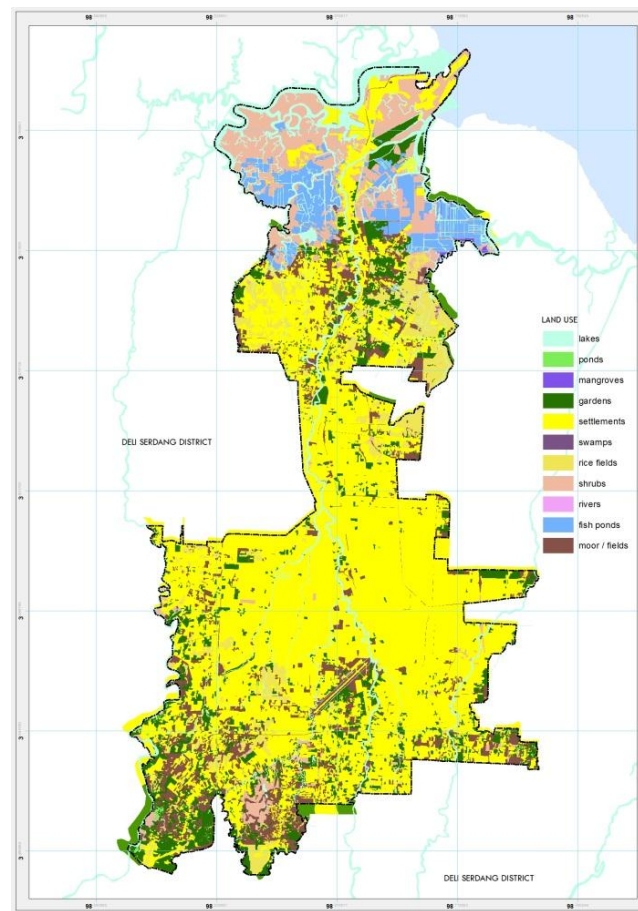 98
98
98
98
98
3
3
LAND USE
lakes
ponds
mangroves
gardens
settlements
swamps
rice fields
shrubs
rivers
fish ponds
moor / fields
3
DELI SERDANG DISTRICT
3
3
3
3
DELI SERDANG DISTRICT
98
98
98
98
98